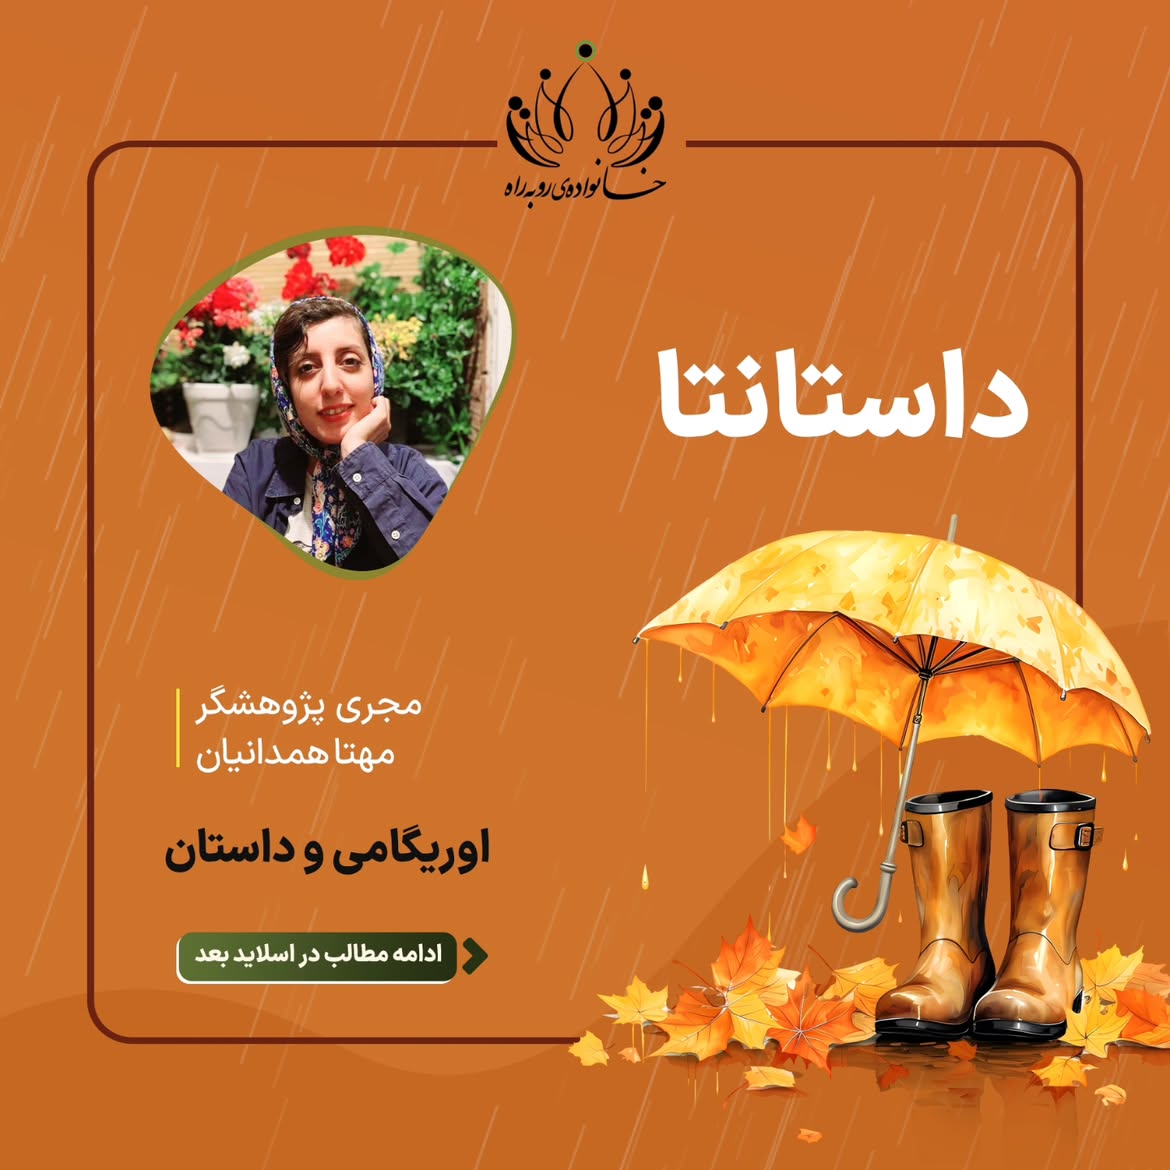 خانواده‌ی روبه‌راه
داستانتا
مجری پژوهشگر
مهتا همدانیان
اوریگامی و داستان
ادامه مطالب در اسلاید بعد